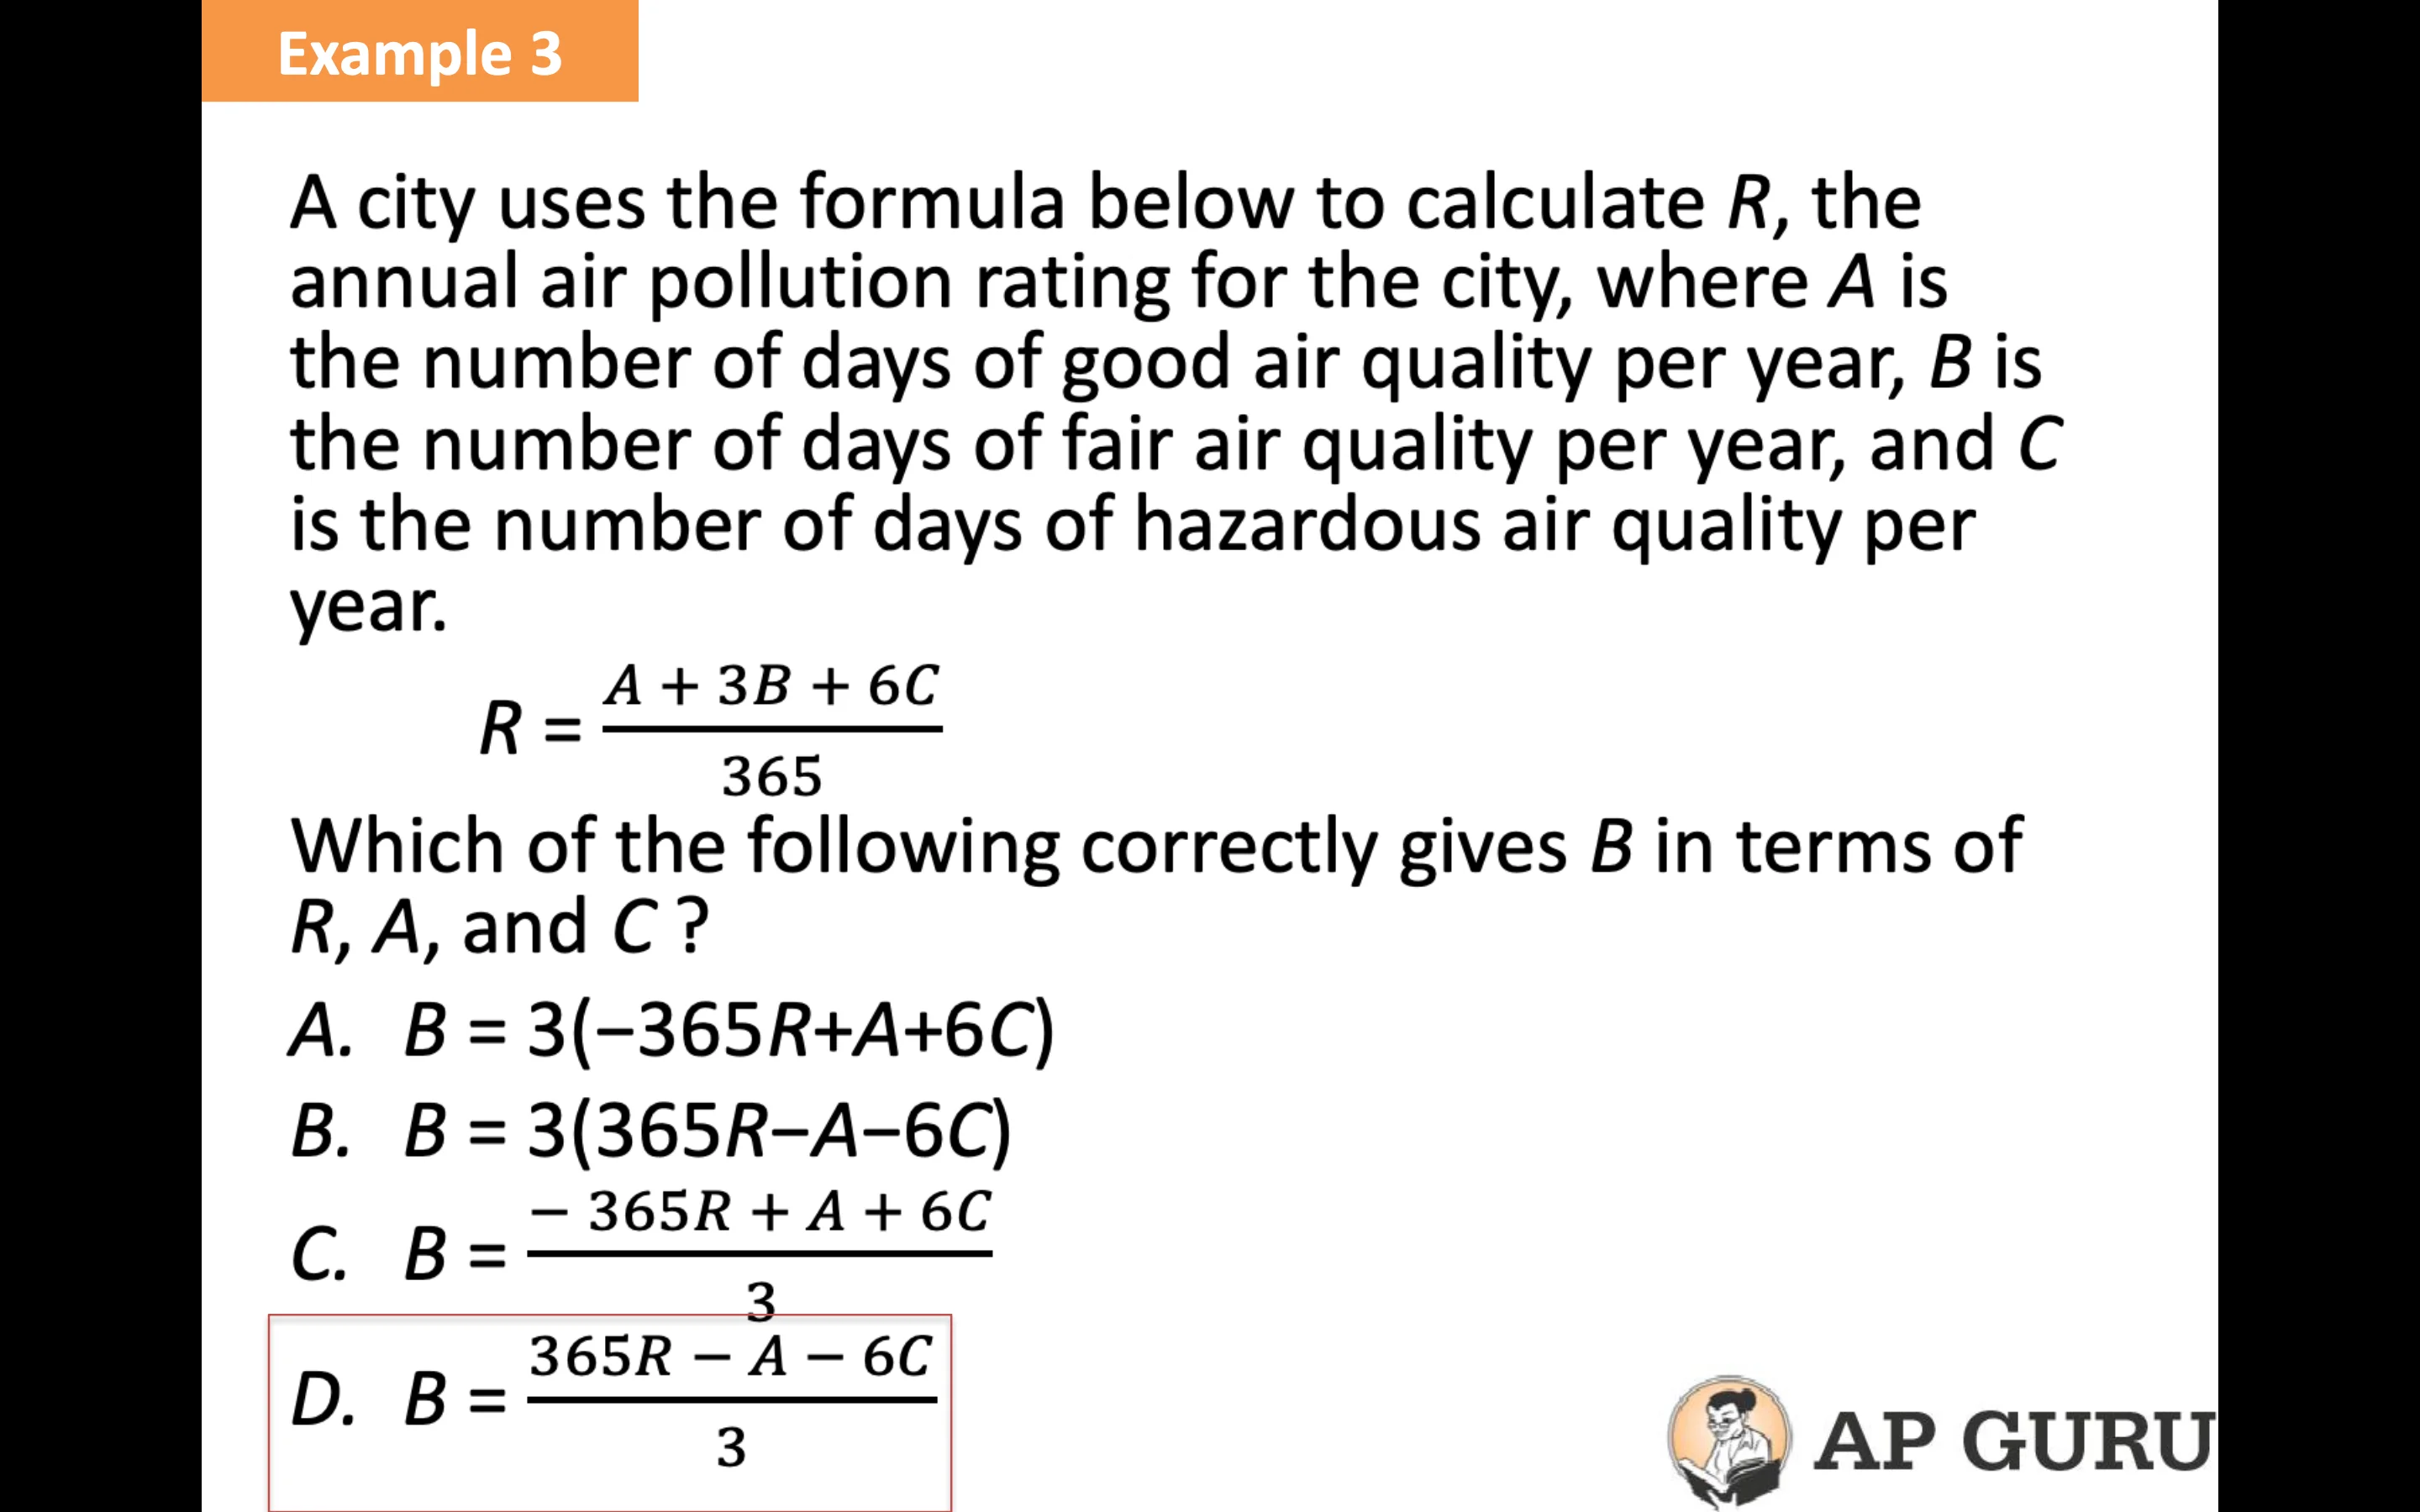 Example 3
A city uses the formula below to calculate R, the
annual air pollution rating for the city, where A is
the number of days of good air quality per year, B is
the number of days of fair air quality per year, and C
is the number of days of hazardous air quality per
year.
R = \frac{A + 3B + 6C}{365}
Which of the following correctly gives B in terms of
R, A, and C ?
A. B = 3(–365R+A+6C)
B. B = 3(365R–A–6C)
C. B = \frac{– 365R + A + 6C}{3}
D. B = \frac{365R – A – 6C}{3}
AP GURU